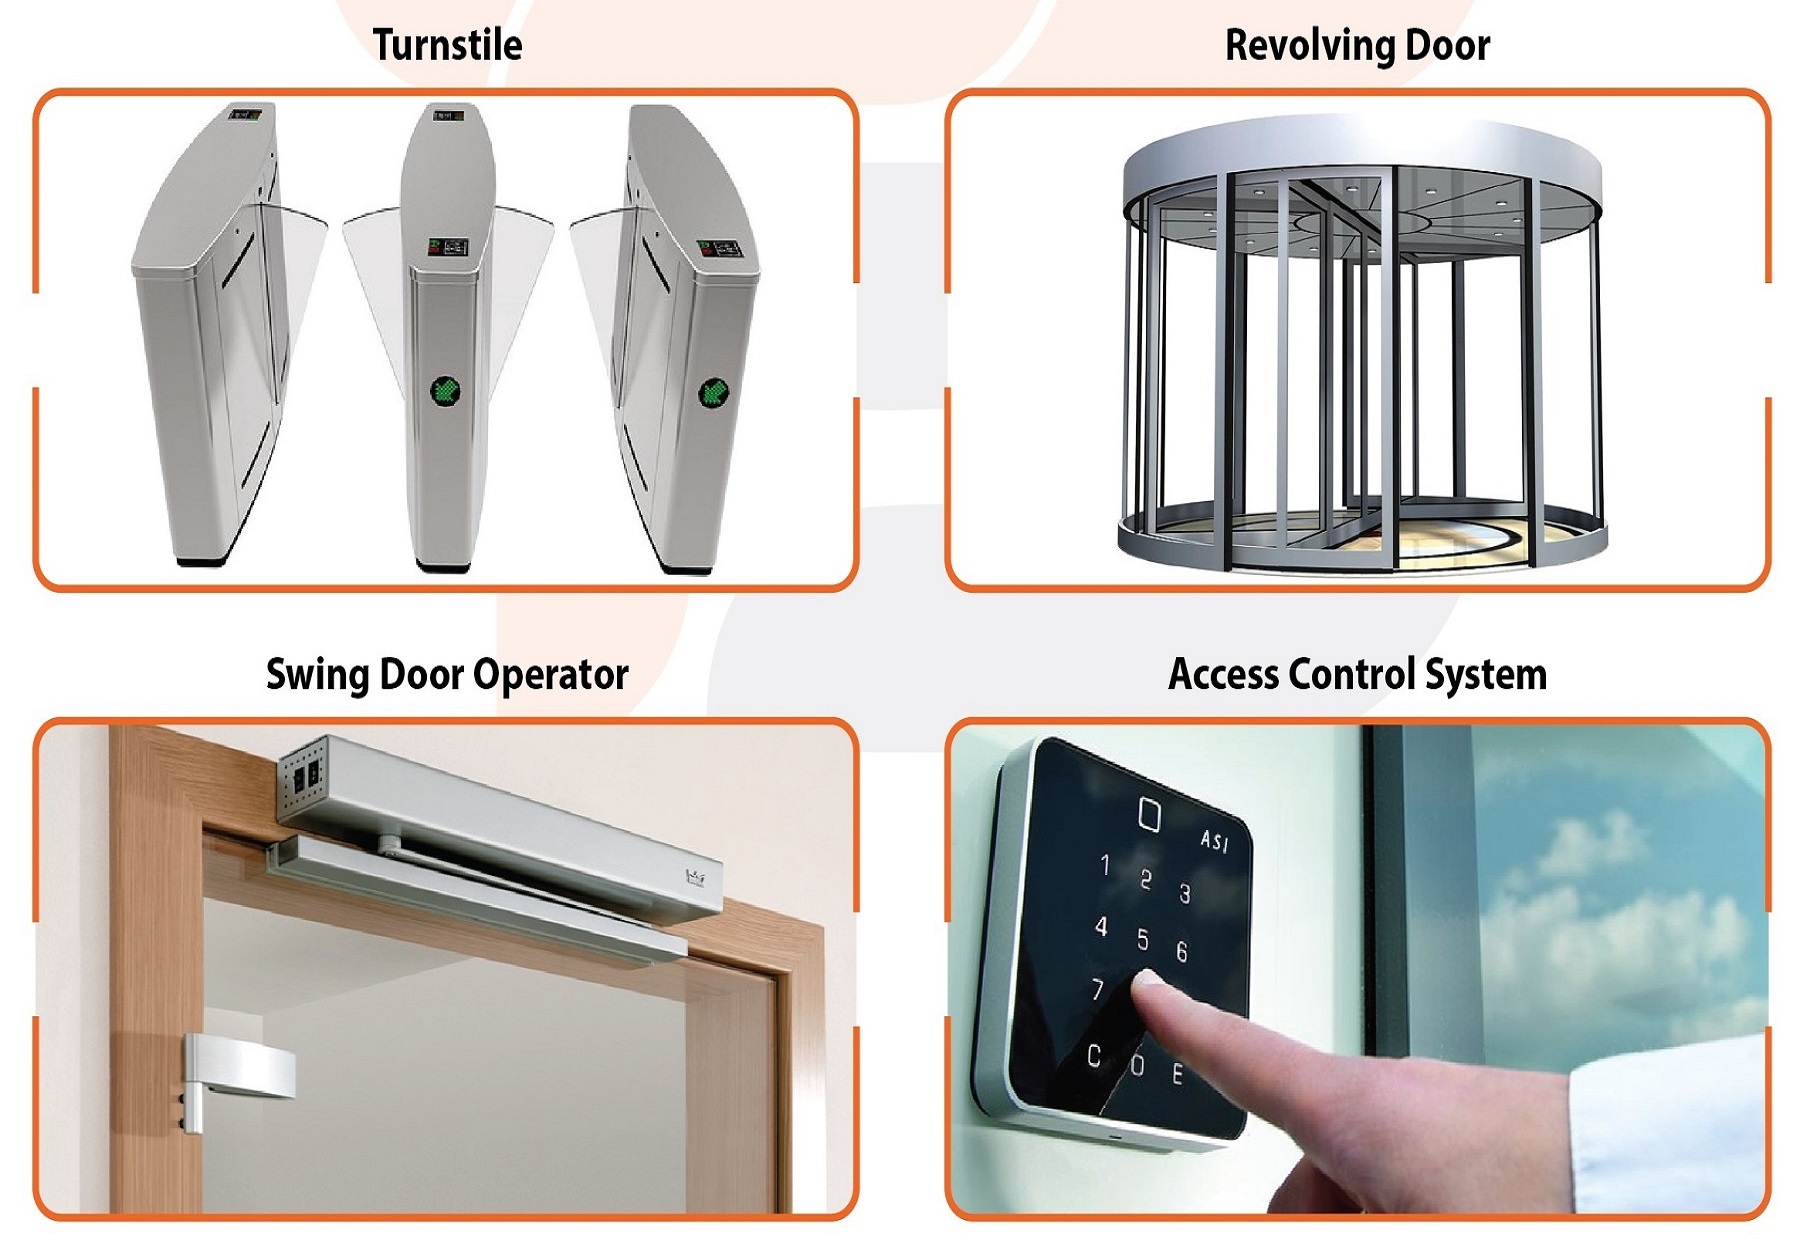 Turnstile
Revolving Door
Swing Door Operator
Access Control System
ASI
1 2 3
4 5 6
7
C 0 E